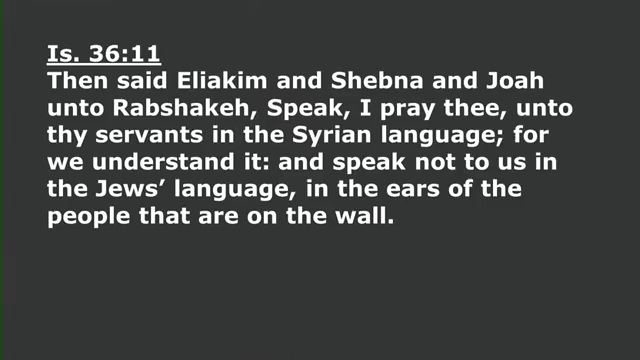 Is. 36:11
Then said Eliakim and Shebna and Joah
unto Rabshakeh, Speak, I pray thee, unto
thy servants in the Syrian language; for
we understand it: and speak not to us in
the Jews’ language, in the ears of the
people that are on the wall.